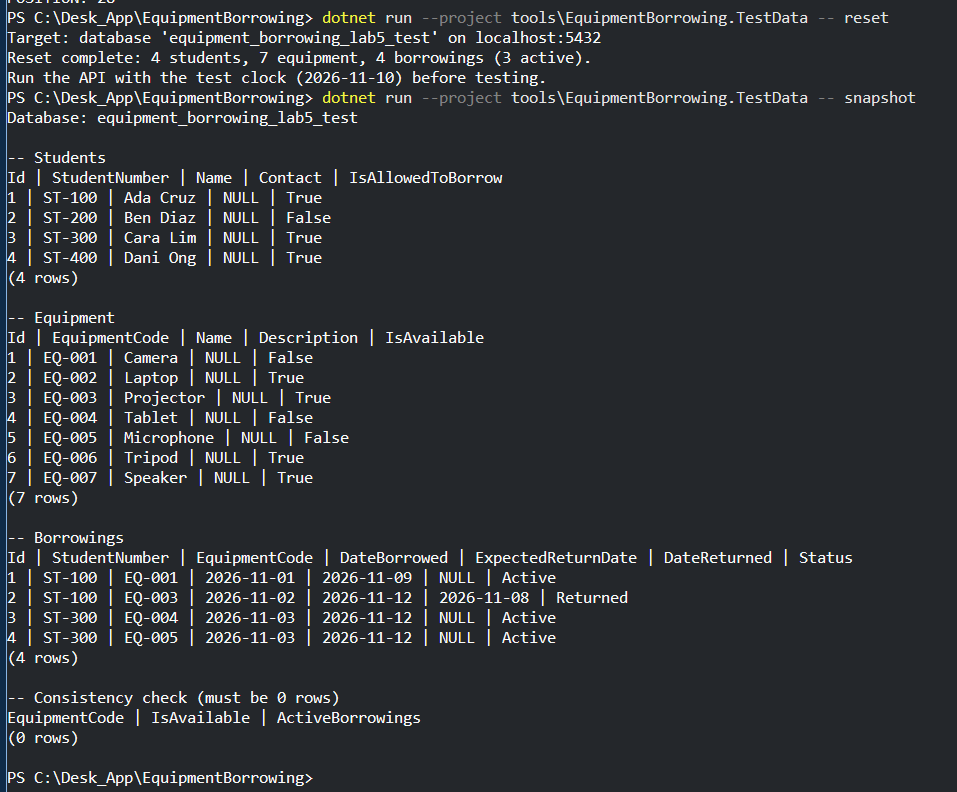 PS C:\Desk_App\EquipmentBorrowing> dotnet run --project tools\EquipmentBorrowing.TestData -- reset
Target: database 'equipment_borrowing_lab5_test' on localhost:5432
Reset complete: 4 students, 7 equipment, 4 borrowings (3 active).
Run the API with the test clock (2026-11-10) before testing.
PS C:\Desk_App\EquipmentBorrowing> dotnet run --project tools\EquipmentBorrowing.TestData -- snapshot
Database: equipment_borrowing_lab5_test
-- Students
Id | StudentNumber | Name | Contact | IsAllowedToBorrow
1 | ST-100 | Ada Cruz | NULL | True
2 | ST-200 | Ben Diaz | NULL | False
3 | ST-300 | Cara Lim | NULL | True
4 | ST-400 | Dani Ong | NULL | True
(4 rows)
-- Equipment
Id | EquipmentCode | Name | Description | IsAvailable
1 | EQ-001 | Camera | NULL | False
2 | EQ-002 | Laptop | NULL | True
3 | EQ-003 | Projector | NULL | True
4 | EQ-004 | Tablet | NULL | False
5 | EQ-005 | Microphone | NULL | False
6 | EQ-006 | Tripod | NULL | True
7 | EQ-007 | Speaker | NULL | True
(7 rows)
-- Borrowings
Id | StudentNumber | EquipmentCode | DateBorrowed | ExpectedReturnDate | DateReturned | Status
1 | ST-100 | EQ-001 | 2026-11-01 | 2026-11-09 | NULL | Active
2 | ST-100 | EQ-003 | 2026-11-02 | 2026-11-12 | 2026-11-08 | Returned
3 | ST-300 | EQ-004 | 2026-11-03 | 2026-11-12 | NULL | Active
4 | ST-300 | EQ-005 | 2026-11-03 | 2026-11-12 | NULL | Active
(4 rows)
-- Consistency check (must be 0 rows)
EquipmentCode | IsAvailable | ActiveBorrowings
(0 rows)
PS C:\Desk_App\EquipmentBorrowing>